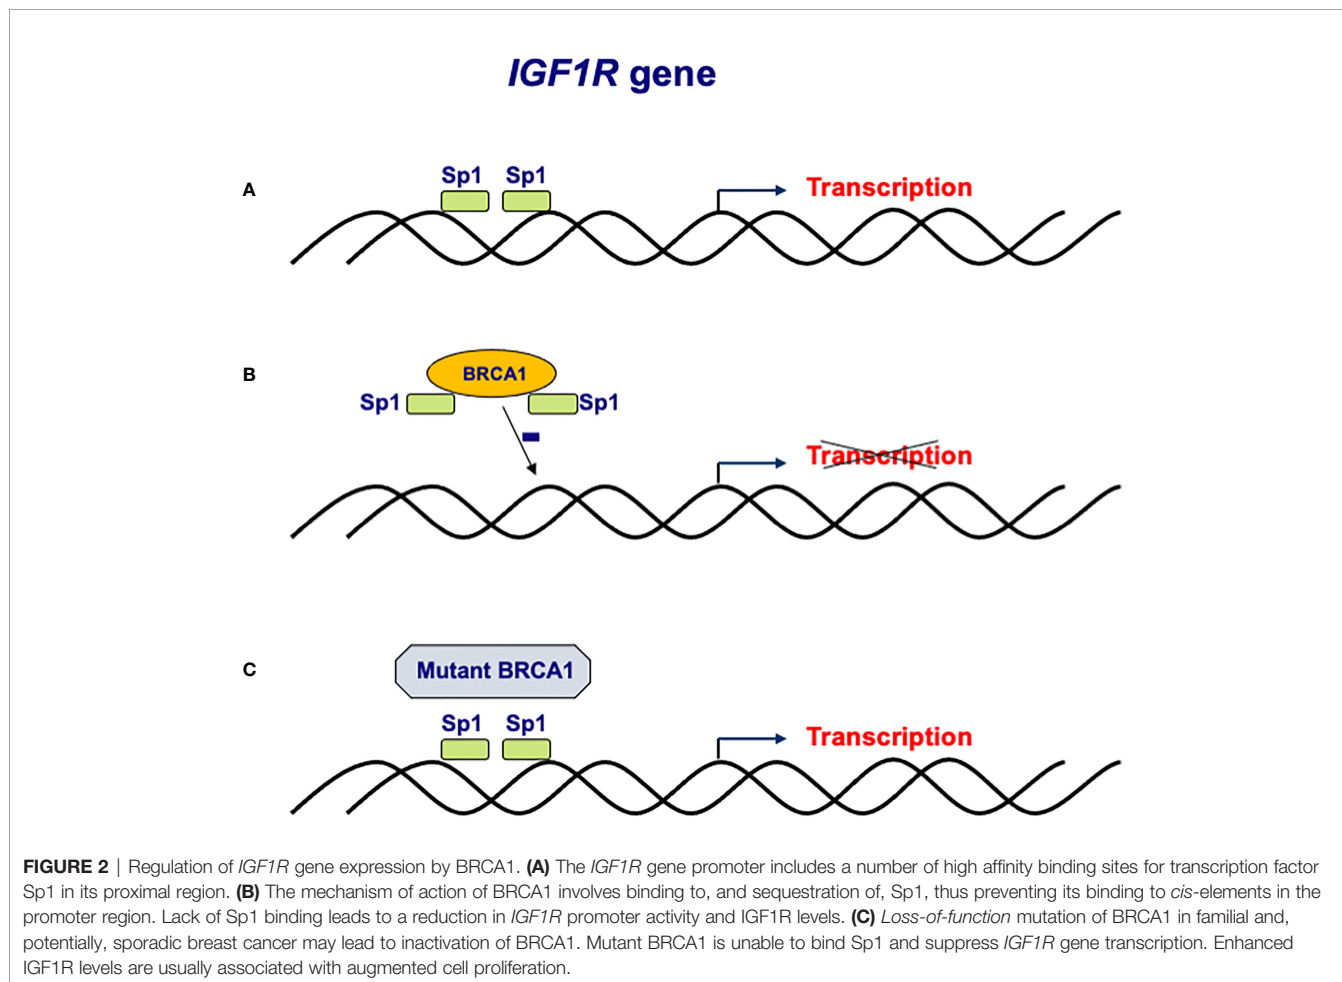 IGF1R gene
A
Sp1 Sp1
Transcription
B
BRCA1
Sp1 Sp1
Transcription
C
Mutant BRCA1
Sp1 Sp1
Transcription
FIGURE 2 | Regulation of IGF1R gene expression by BRCA1. (A) The IGF1R gene promoter includes a number of high affinity binding sites for transcription factor
Sp1 in its proximal region. (B) The mechanism of action of BRCA1 involves binding to, and sequestration of, Sp1, thus preventing its binding to cis-elements in the
promoter region. Lack of Sp1 binding leads to a reduction in IGF1R promoter activity and IGF1R levels. (C) Loss-of-function mutation of BRCA1 in familial and,
potentially, sporadic breast cancer may lead to inactivation of BRCA1. Mutant BRCA1 is unable to bind Sp1 and suppress IGF1R gene transcription. Enhanced
IGF1R levels are usually associated with augmented cell proliferation.